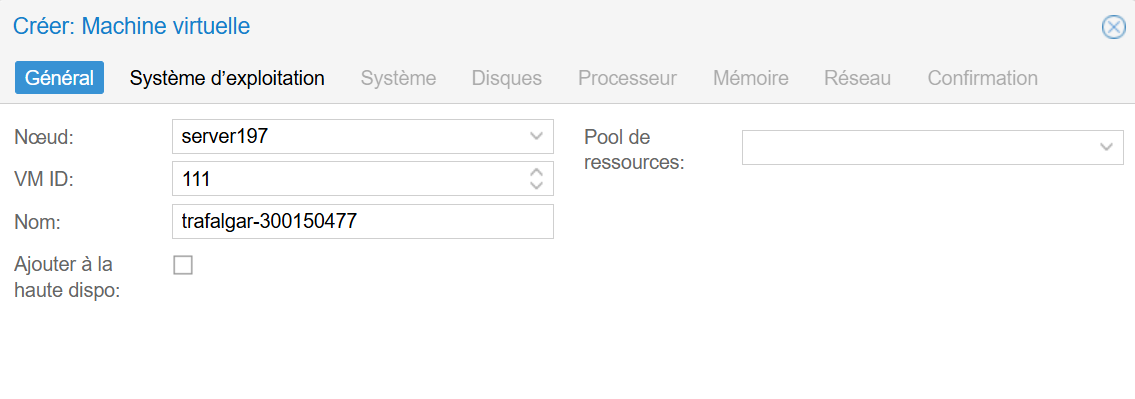 Créer: Machine virtuelle
Général Système d’exploitation Système Disques Processeur Mémoire Réseau Confirmation
Nœud: server197
VM ID: 111
Nom: trafalgar-300150477
Ajouter à la
haute dispo:
Pool de
ressources: